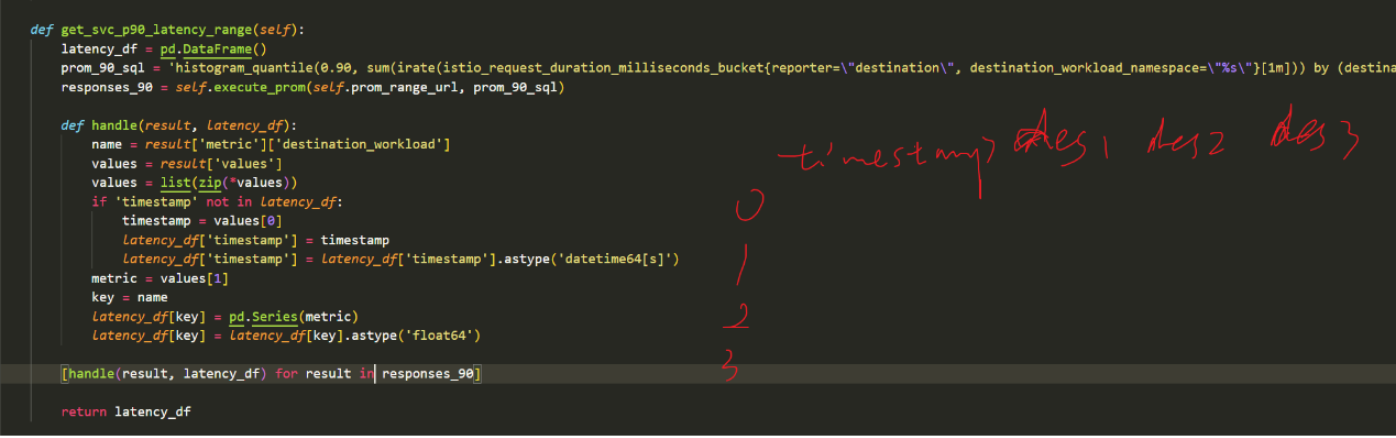 def get_svc_p90_latency_range(self):
latency_df = pd.DataFrame()
prom_90_sql = 'histogram_quantile(0.90, sum(irate(istio_request_duration_milliseconds_bucket{reporter=\"destination\", destination_workload_namespace=\"%s\"}[1m])) by (destina
responses_90 = self.execute_prom(self.prom_range_url, prom_90_sql)
def handle(result, latency_df):
name = result['metric']['destination_workload']
values = result['values']
values = list(zip(*values))
if 'timestamp' not in latency_df:
timestamp = values[0]
latency_df['timestamp'] = timestamp
latency_df['timestamp'] = latency_df['timestamp'].astype('datetime64[s]')
metric = values[1]
key = name
latency_df[key] = pd.Series(metric)
latency_df[key] = latency_df[key].astype('float64')
[handle(result, latency_df) for result in responses_90]
return latency_df
timestamp des1 des2 des3
0
1
2
3